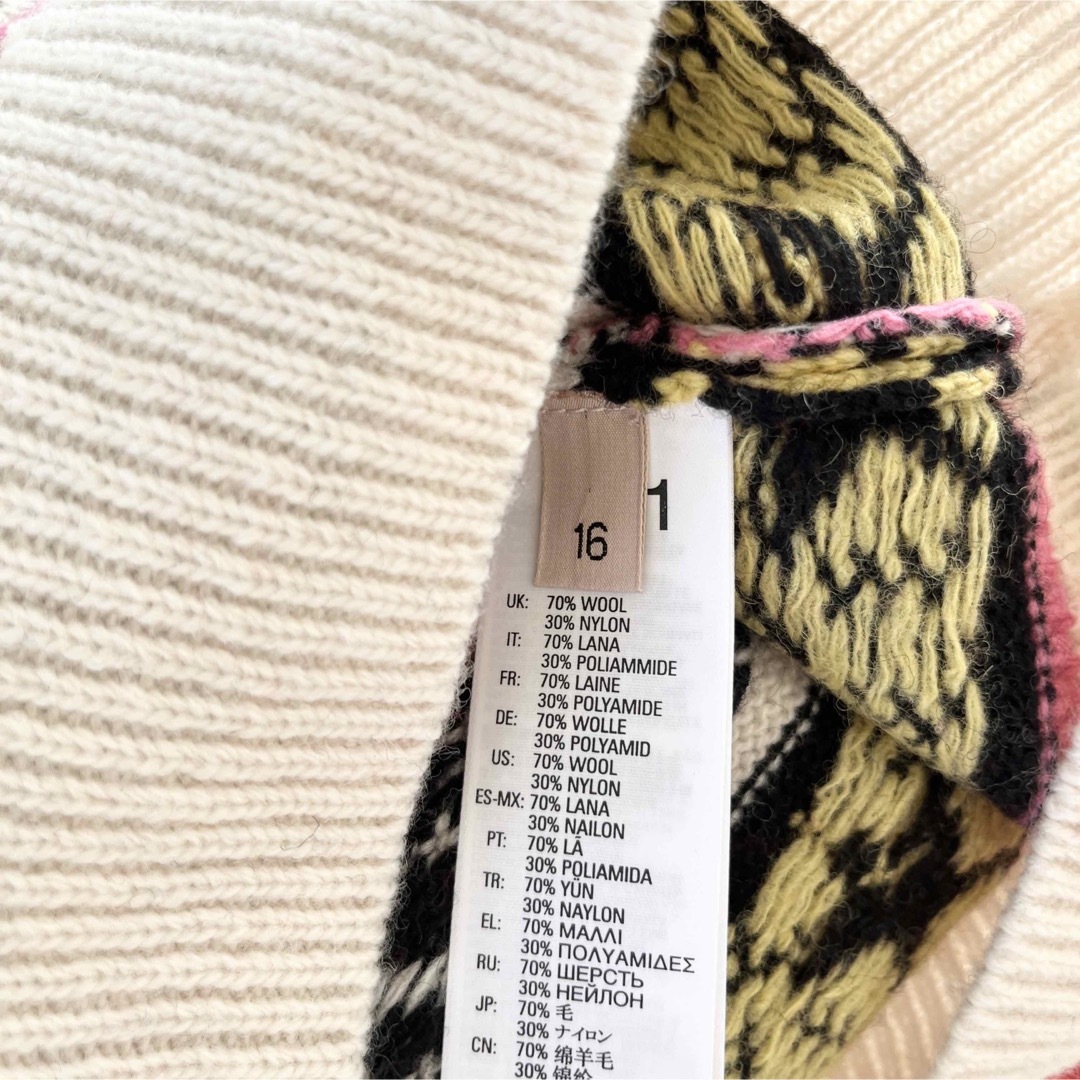 1
16
UK: 70% WOOL
30% NYLON
IT: 70% LANA
30% POLIAMMIDE
FR: 70% LAINE
30% POLYAMIDE
DE: 70% WOLLE
30% POLYAMID
US: 70% WOOL
30% NYLON
ES-MX: 70% LANA
30% NAILON
PT: 70% LÃ
30% POLIAMIDA
TR: 70% YÜN
30% NAYLON
EL: 70% ΜΑΛΛΙ
30% ΠΟΛΥΑΜΙΔΕΣ
RU: 70% ШЕРСТЬ
30% НЕЙЛОН
JP: 70% 毛
30% ナイロン
CN: 70% 绵羊毛
30% 锦纶